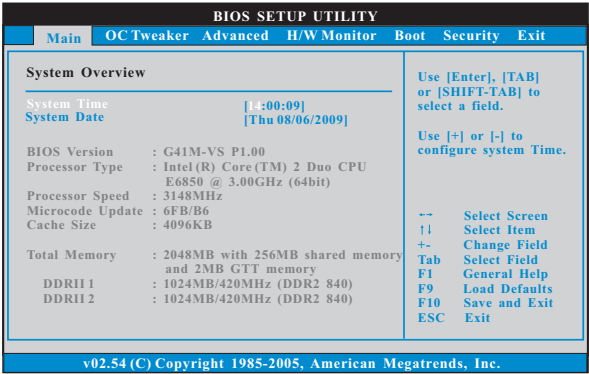 BIOS SETUP UTILITY
Main OC Tweaker Advanced H/W Monitor Boot Security Exit
System Overview
System Time [14:00:09]
System Date [Thu 08/06/2009]
BIOS Version : G41M-VS P1.00
Processor Type : Intel (R) Core (TM) 2 Duo CPU
E6850 @ 3.00GHz (64bit)
Processor Speed : 3148MHz
Microcode Update : 6FB/B6
Cache Size : 4096KB
Total Memory : 2048MB with 256MB shared memory
and 2MB GTT memory
DDRII 1 : 1024MB/420MHz (DDR2 840)
DDRII 2 : 1024MB/420MHz (DDR2 840)
Use [Enter], [TAB]
or [SHIFT-TAB] to
select a field.
Use [+] or [-] to
configure system Time.
←→ Select Screen
↑↓ Select Item
+- Change Field
Tab Select Field
F1 General Help
F9 Load Defaults
F10 Save and Exit
ESC Exit
v02.54 (C) Copyright 1985-2005, American Megatrends, Inc.